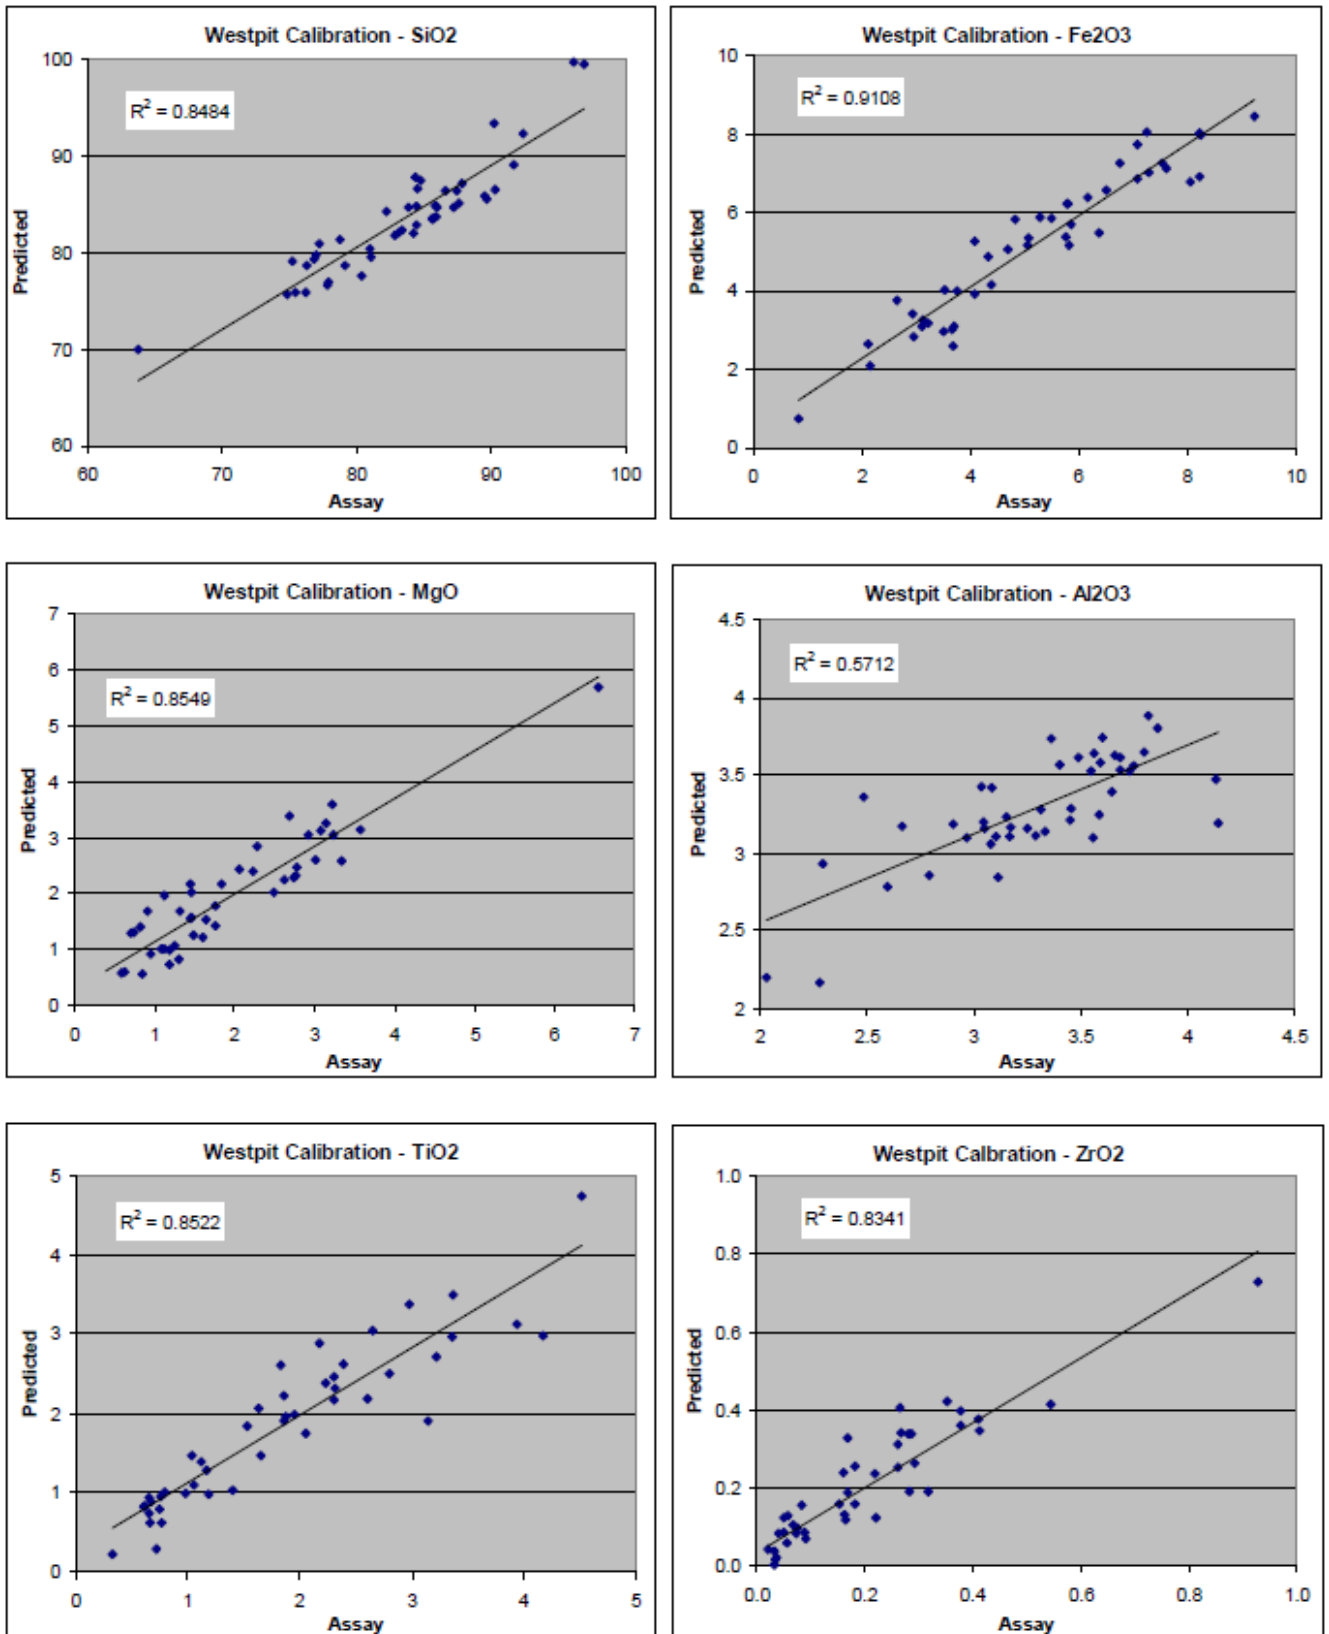 Westpit Calibration - SiO2
R² = 0.8484
100
90
80
70
60
60 70 80 90 100
Predicted
Assay
Westpit Calibration - Fe2O3
R² = 0.9108
10
8
6
4
2
0
0 2 4 6 8 10
Predicted
Assay
Westpit Calibration - MgO
R² = 0.8549
7
6
5
4
3
2
1
0
0 1 2 3 4 5 6 7
Predicted
Assay
Westpit Calibration - Al2O3
R² = 0.5712
4.5
4
3.5
3
2.5
2
2 2.5 3 3.5 4 4.5
Predicted
Assay
Westpit Calibration - TiO2
R² = 0.8522
5
4
3
2
1
0
0 1 2 3 4 5
Predicted
Assay
Westpit Calbration - ZrO2
R² = 0.8341
1.0
0.8
0.6
0.4
0.2
0.0
0.0 0.2 0.4 0.6 0.8 1.0
Predicted
Assay